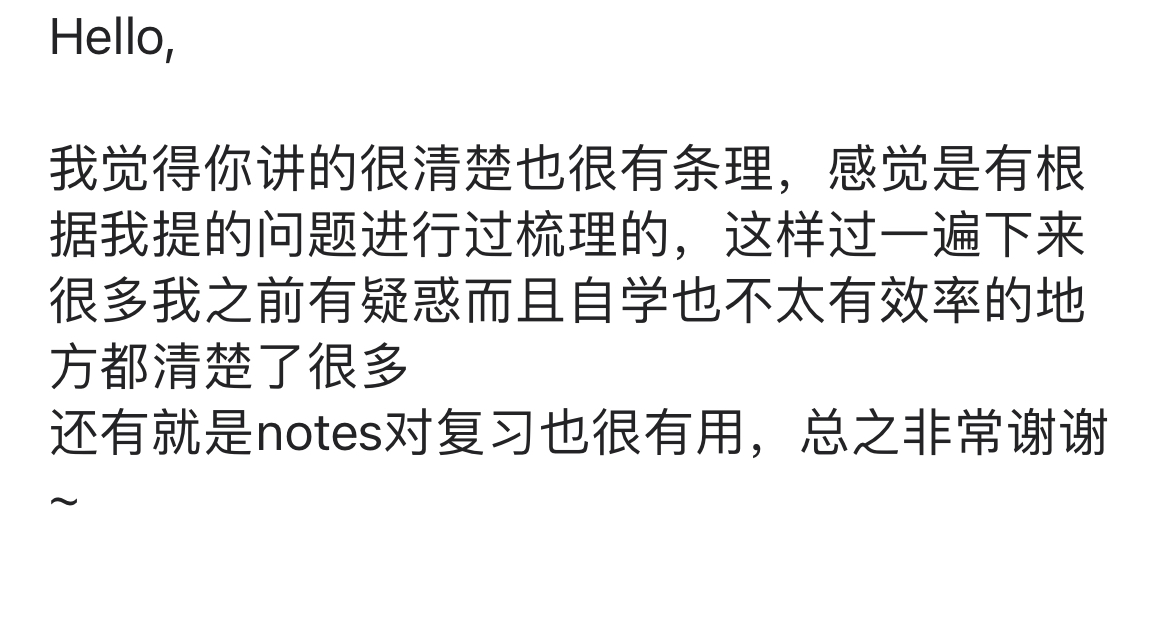 Hello,
我觉得你讲的很清楚也很有条理，感觉是有根
据我提的问题进行过梳理的，这样过一遍下来
很多我之前有疑惑而且自学也不太有效率的地
方都清楚了很多
还有就是notes对复习也很有用，总之非常谢谢
~